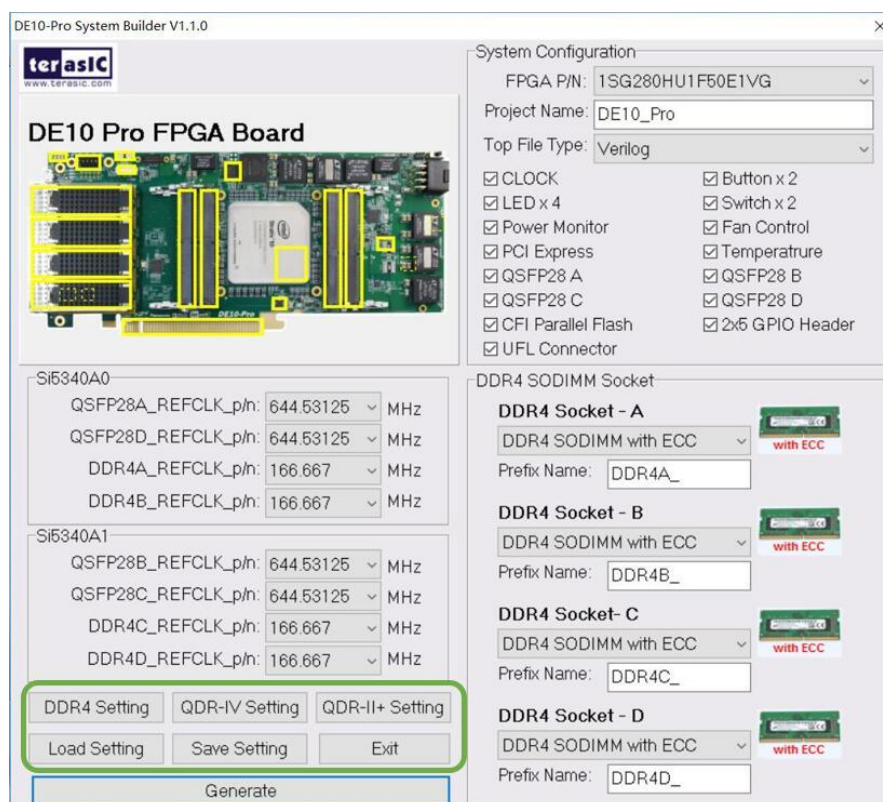 DE10-Pro System Builder V1.1.0
terasIC
www.terasic.com
DE10 Pro FPGA Board
DE10-Pro
System Configuration
FPGA P/N: 1SG280HU1F50E1VG
Project Name: DE10_Pro
Top File Type: Verilog
CLOCK Button x 2
LED x 4 Switch x 2
Power Monitor Fan Control
PCI Express Temperatrure
QSFP28 A QSFP28 B
QSFP28 C QSFP28 D
CFI Parallel Flash 2x5 GPIO Header
UFL Connector
Si5340A0
QSFP28A_REFCLK_p/n: 644.53125 MHz
QSFP28D_REFCLK_p/n: 644.53125 MHz
DDR4A_REFCLK_p/n: 166.667 MHz
DDR4B_REFCLK_p/n: 166.667 MHz
Si5340A1
QSFP28B_REFCLK_p/n: 644.53125 MHz
QSFP28C_REFCLK_p/n: 644.53125 MHz
DDR4C_REFCLK_p/n: 166.667 MHz
DDR4D_REFCLK_p/n: 166.667 MHz
DDR4 Setting QDR-IV Setting QDR-II+ Setting
Load Setting Save Setting Exit
Generate
DDR4 SODIMM Socket
DDR4 Socket - A
DDR4 SODIMM with ECC
with ECC
Prefix Name: DDR4A_
DDR4 Socket - B
DDR4 SODIMM with ECC
with ECC
Prefix Name: DDR4B_
DDR4 Socket- C
DDR4 SODIMM with ECC
with ECC
Prefix Name: DDR4C_
DDR4 Socket - D
DDR4 SODIMM with ECC
with ECC
Prefix Name: DDR4D_